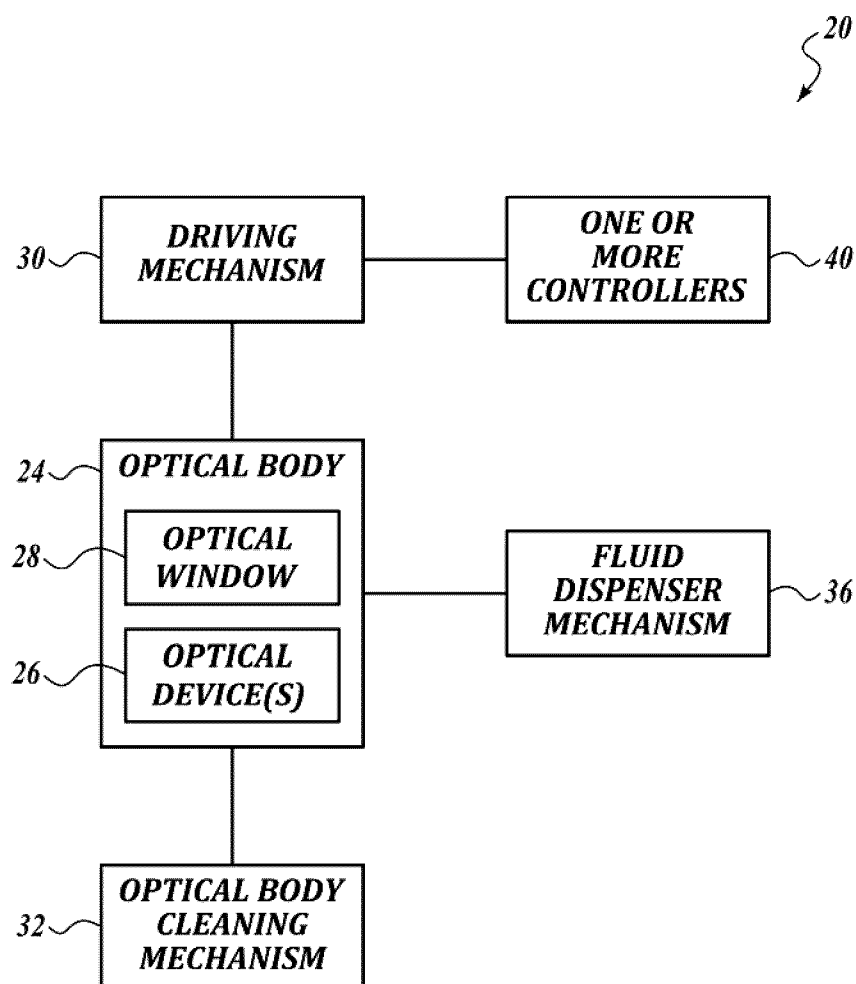 20
DRIVING
MECHANISM
30
ONE OR
MORE
CONTROLLERS
40
24
OPTICAL BODY
28
OPTICAL
WINDOW
26
OPTICAL
DEVICE(S)
FLUID
DISPENSER
MECHANISM
36
32
OPTICAL BODY
CLEANING
MECHANISM